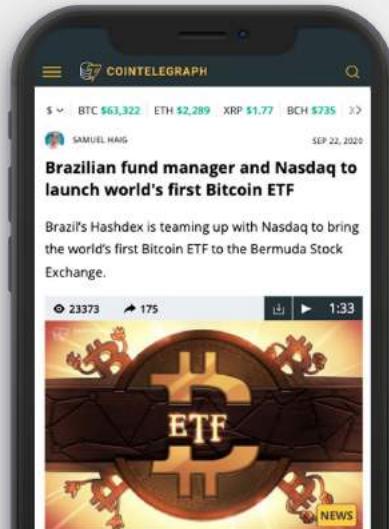 COINTELEGRAPH
$ BTC $63,322 ETH $2,289 XRP $1.77 BCH $735
SAMUEL HAIG SEP 22, 2020
Brazilian fund manager and Nasdaq to
launch world's first Bitcoin ETF
Brazil's Hashdex is teaming up with Nasdaq to bring
the world's first Bitcoin ETF to the Bermuda Stock
Exchange.
23373 175 1:33
ETF
NEWS